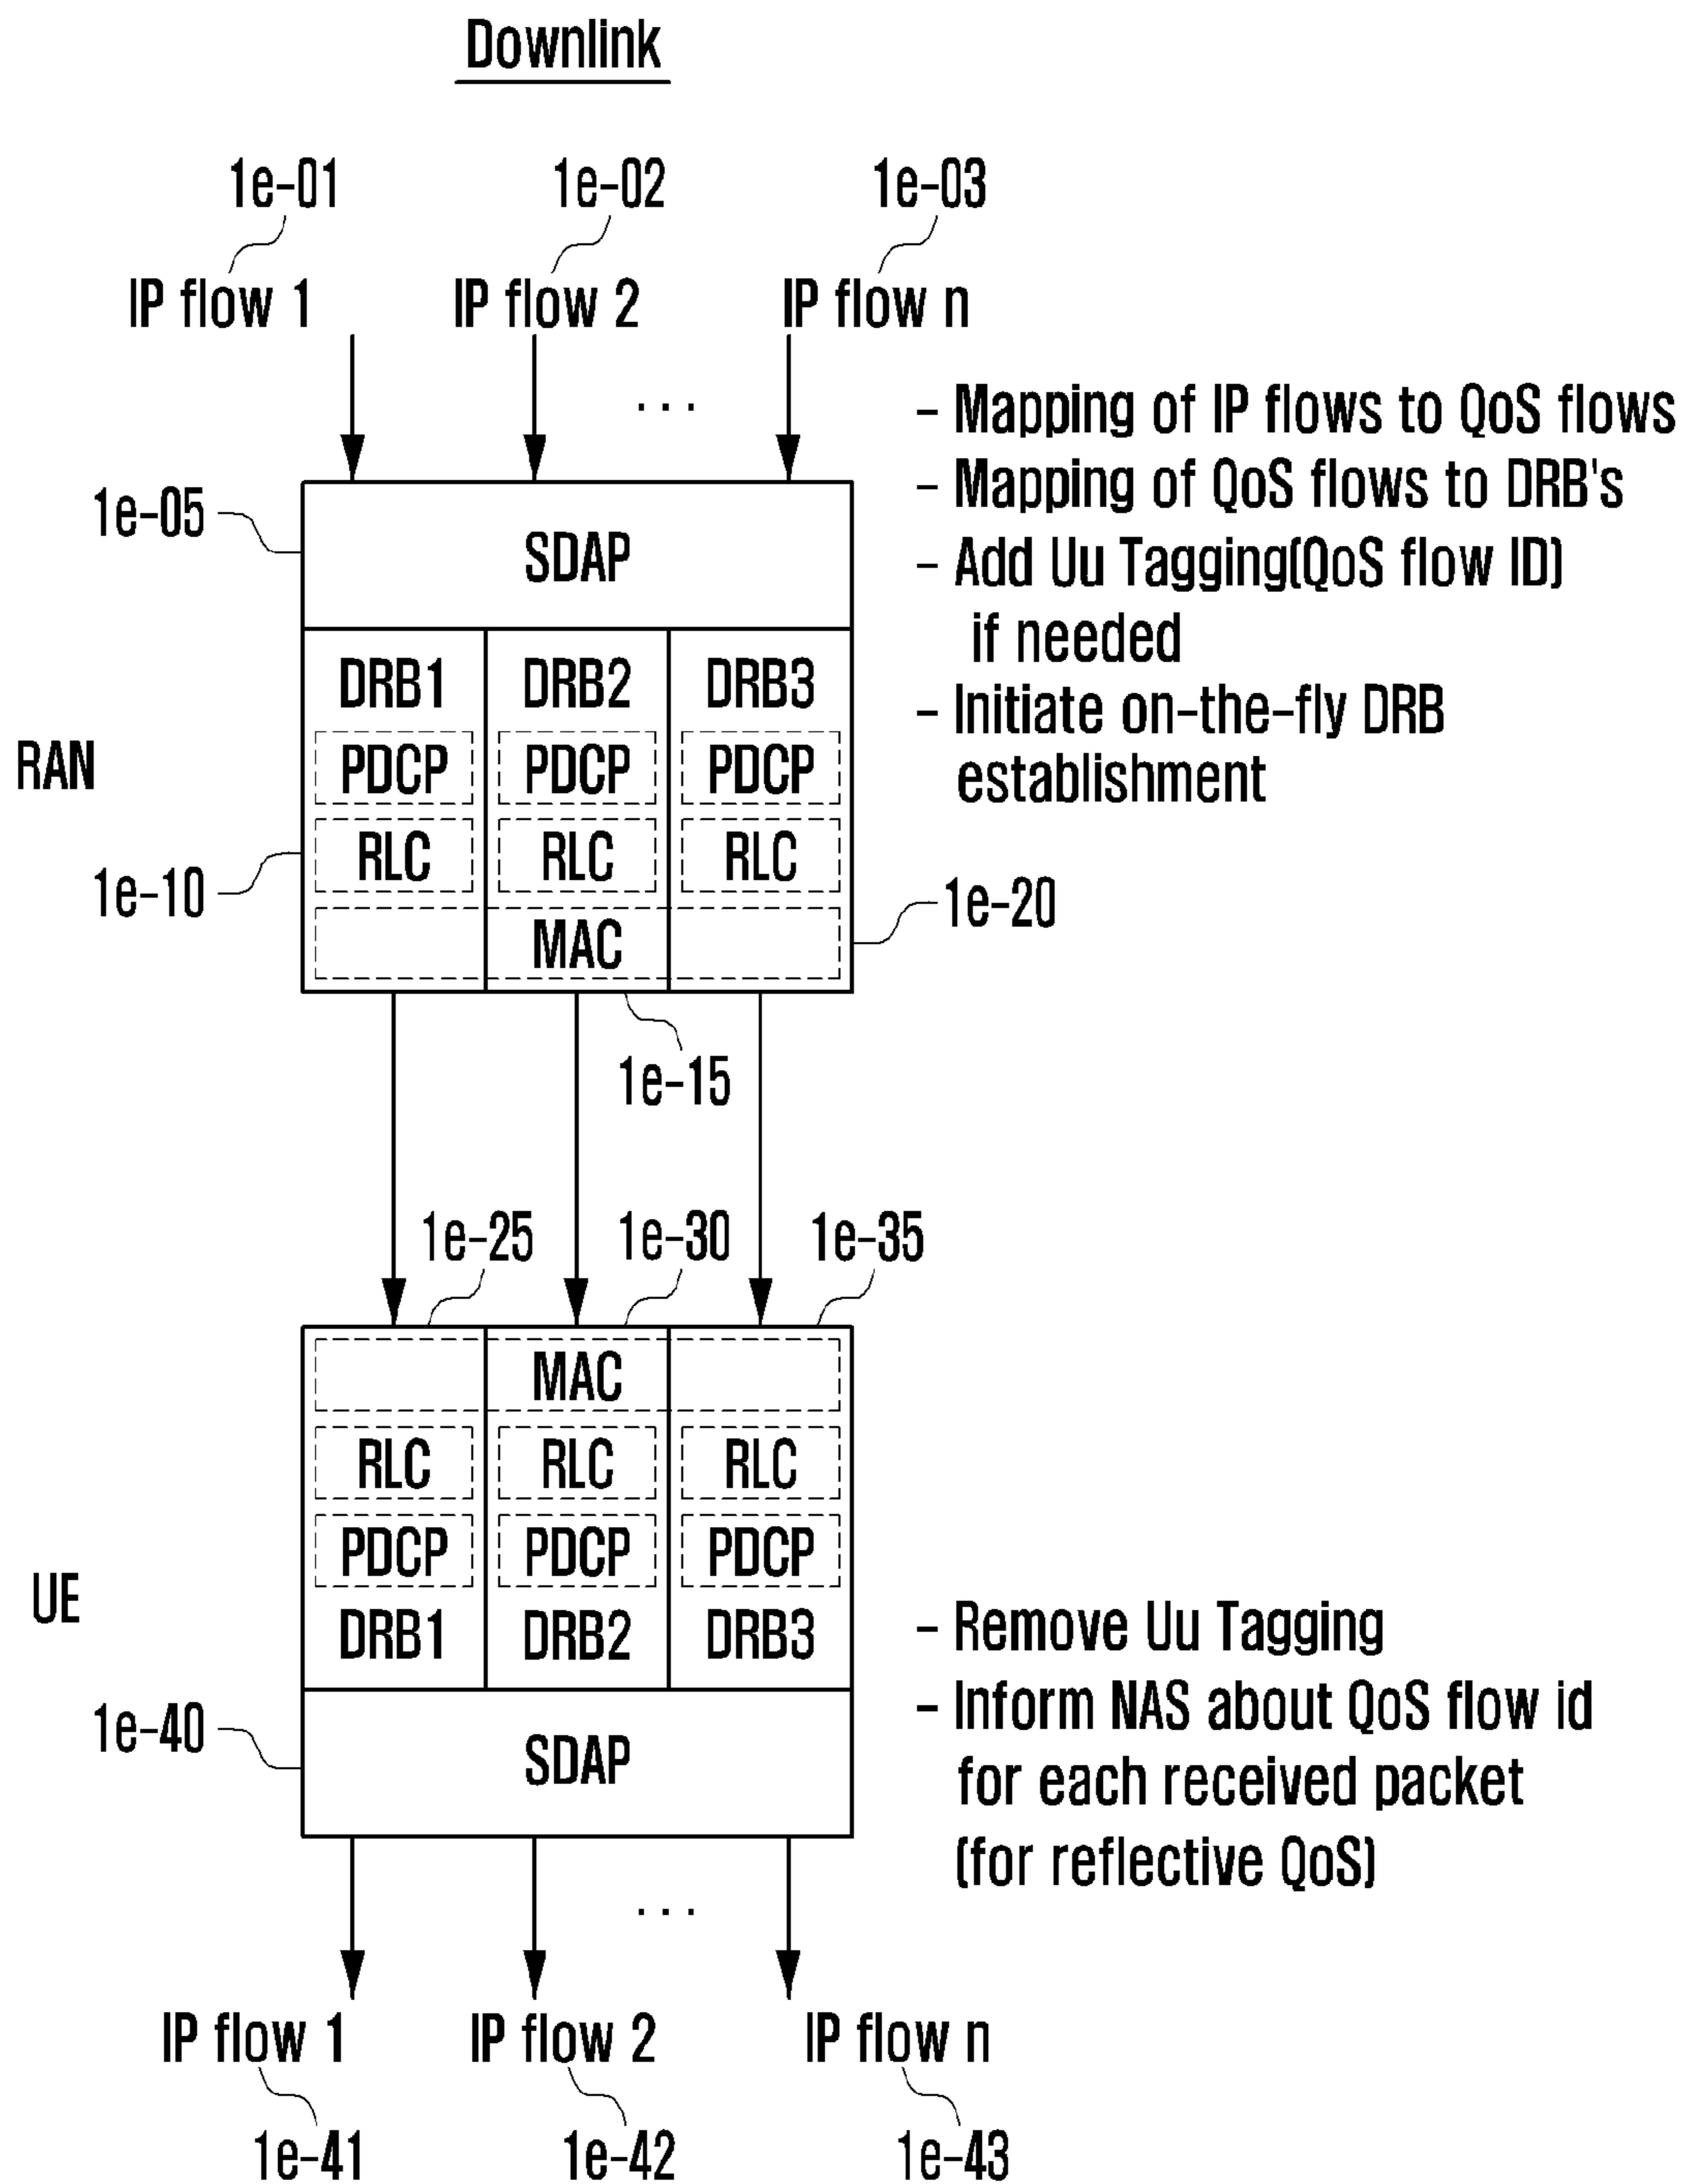 Downlink
1e-01 1e-02 1e-03
IP flow 1 IP flow 2 IP flow n
...
- Mapping of IP flows to QoS flows
- Mapping of QoS flows to DRB's
- Add Uu Tagging(QoS flow ID)
if needed
- Initiate on-the-fly DRB
establishment
1e-05
SDAP
DRB1 DRB2 DRB3
RAN
PDCP PDCP PDCP
RLC RLC RLC
1e-10
MAC
1e-20
1e-15
1e-25 1e-30 1e-35
MAC
RLC RLC RLC
PDCP PDCP PDCP
UE
DRB1 DRB2 DRB3
- Remove Uu Tagging
- Inform NAS about QoS flow id
for each received packet
(for reflective QoS)
1e-40
SDAP
...
IP flow 1 IP flow 2 IP flow n
1e-41 1e-42 1e-43